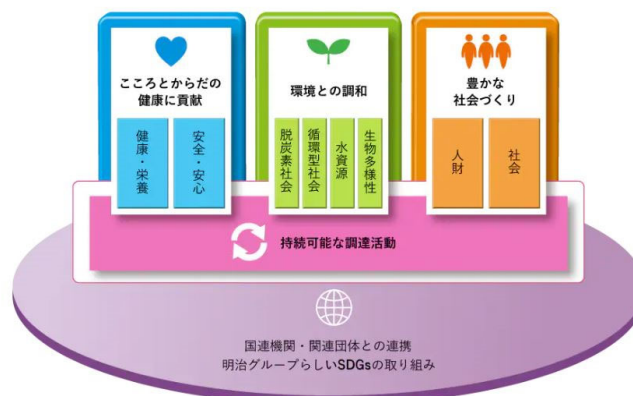 こころとからだの
健康に貢献
健康・栄養
安全・安心
環境との調和
脱炭素社会
循環型社会
水資源
生物多様性
豊かな
社会づくり
人財
社会
持続可能な調達活動
国連機関・関連団体との連携
明治グループらしいSDGsの取り組み